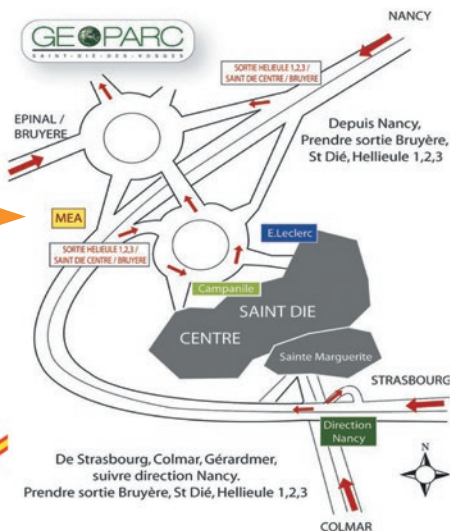 GEOPARC
SAINT-DIE-DES-VOSGES
NANCY
SORTIE HELIEULE 1,2,3 /
SAINT DIE CENTRE / BRUYERE
EPINAL /
BRUYERE
Depuis Nancy,
Prendre sortie Bruyère,
St Dié, Hellieule 1,2,3
MEA
E.Leclerc
SORTIE HELIEULE 1,2,3 /
SAINT DIE CENTRE / BRUYERE
Campanile
SAINT DIE
CENTRE
Sainte Marguerite
STRASBOURG
Direction
Nancy
De Strasbourg, Colmar, Gérardmer,
suivre direction Nancy.
Prendre sortie Bruyère, St Dié, Hellieule 1,2,3
N
COLMAR